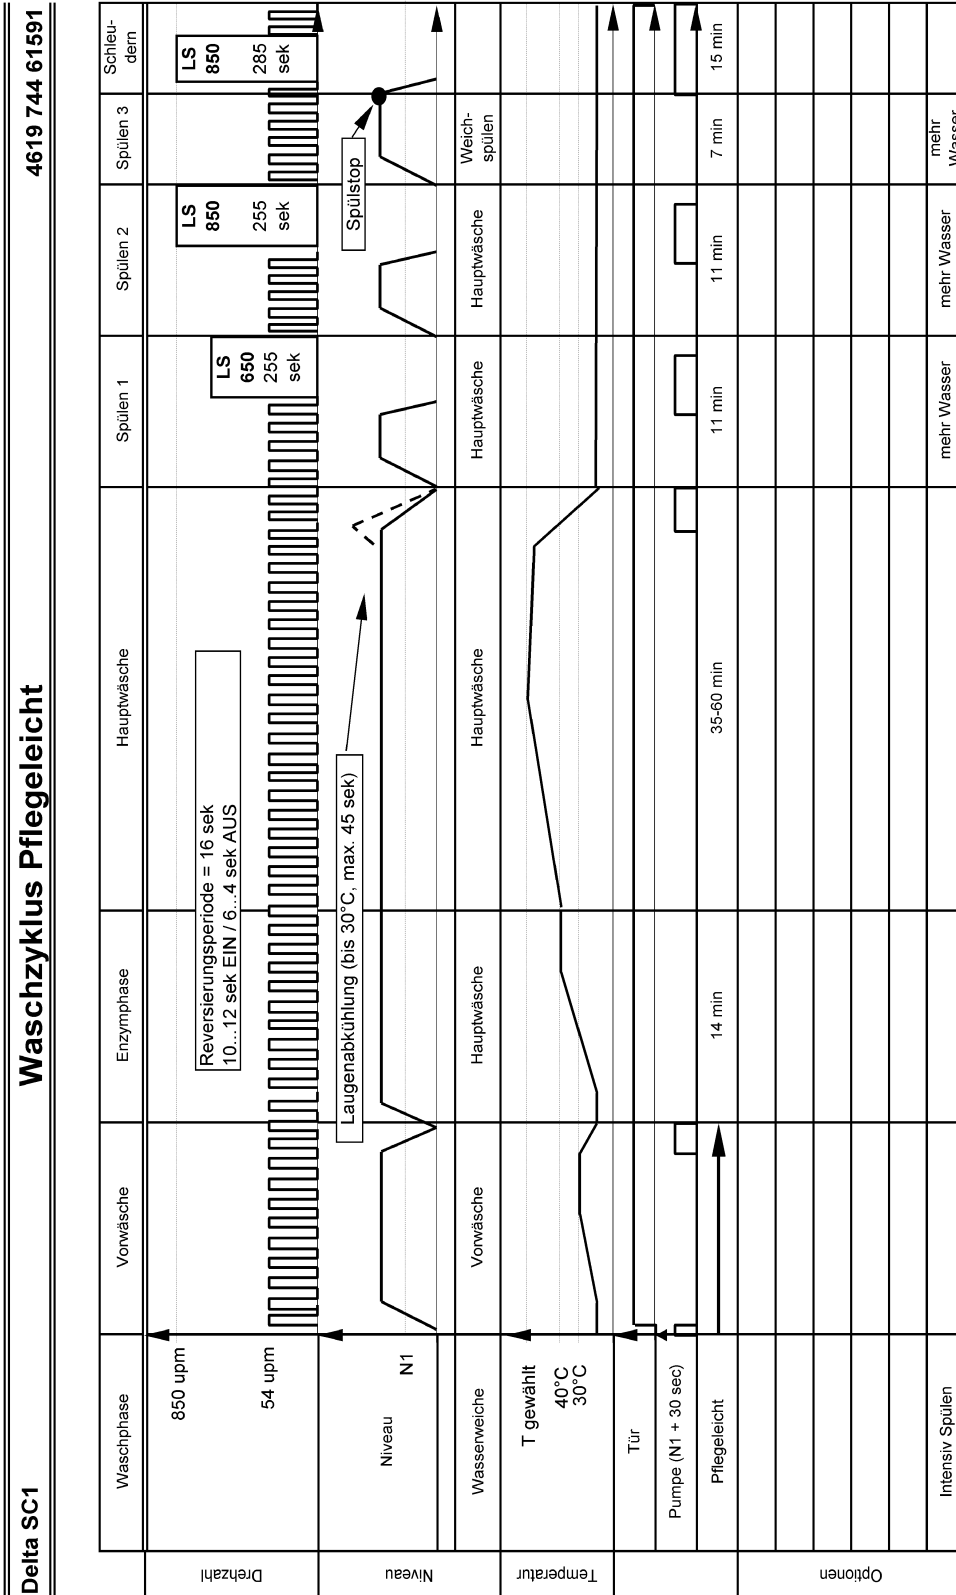 Delta SC1
Waschzyklus Pflegeleicht
4619 744 61591
Waschphase
Vorwäsche
Enzymphase
Hauptwäsche
Spülen 1
Spülen 2
Spülen 3
Schleu-
dern
Drehzahl
850 upm
54 upm
Reversierungsperiode = 16 sek
10...12 sek EIN / 6...4 sek AUS
LS
650
255
sek
LS
850
255
sek
LS
850
285
sek
Niveau
Niveau
N1
Laugenabkühlung (bis 30°C, max. 45 sek)
Spülstop
Wasserweiche
Vorwäsche
Hauptwäsche
Hauptwäsche
Hauptwäsche
Hauptwäsche
Weich-
spülen
Temperatur
T gewählt
40°C
30°C
Tür
Pumpe (N1 + 30 sec)
Pflegeleicht
14 min
35-60 min
11 min
11 min
7 min
15 min
Optionen
Intensiv Spülen
mehr Wasser
mehr Wasser
mehr
Wasser